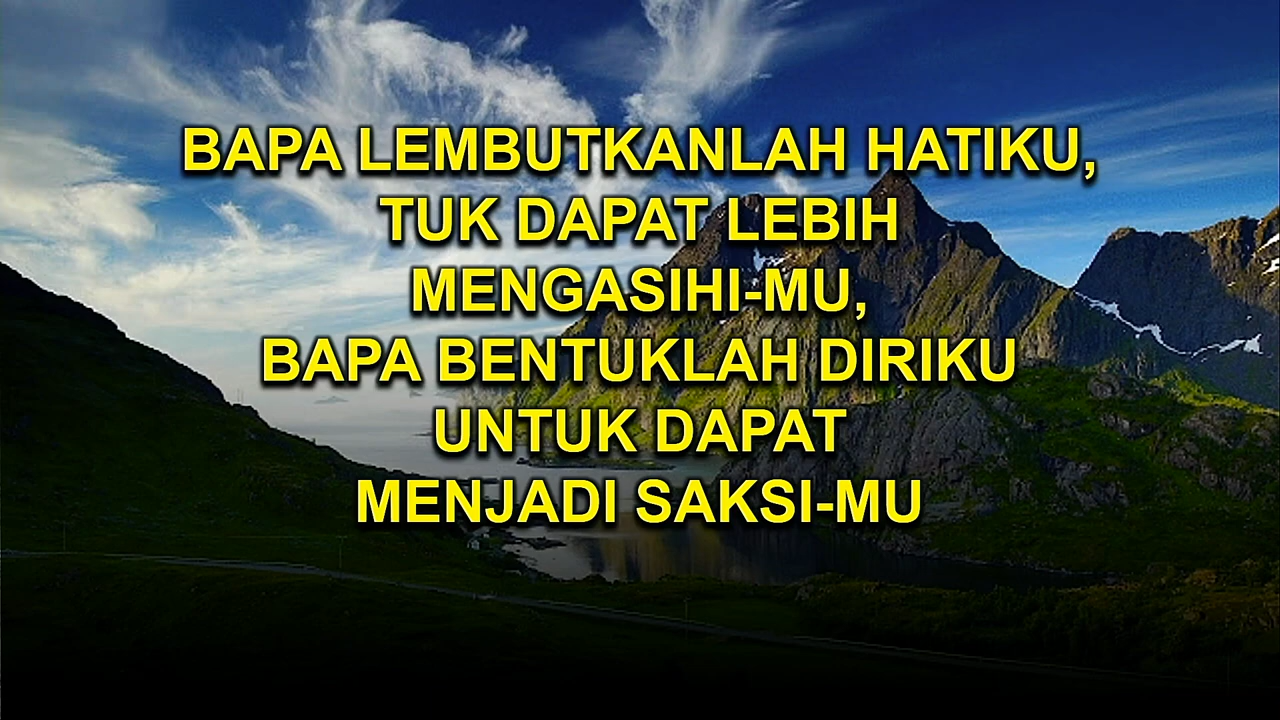 BAPA LEMBUTKANLAH HATIKU,
TUK DAPAT LEBIH
MENGASIHI-MU,
BAPA BENTUKLAH DIRIKU
UNTUK DAPAT
MENJADI SAKSI-MU